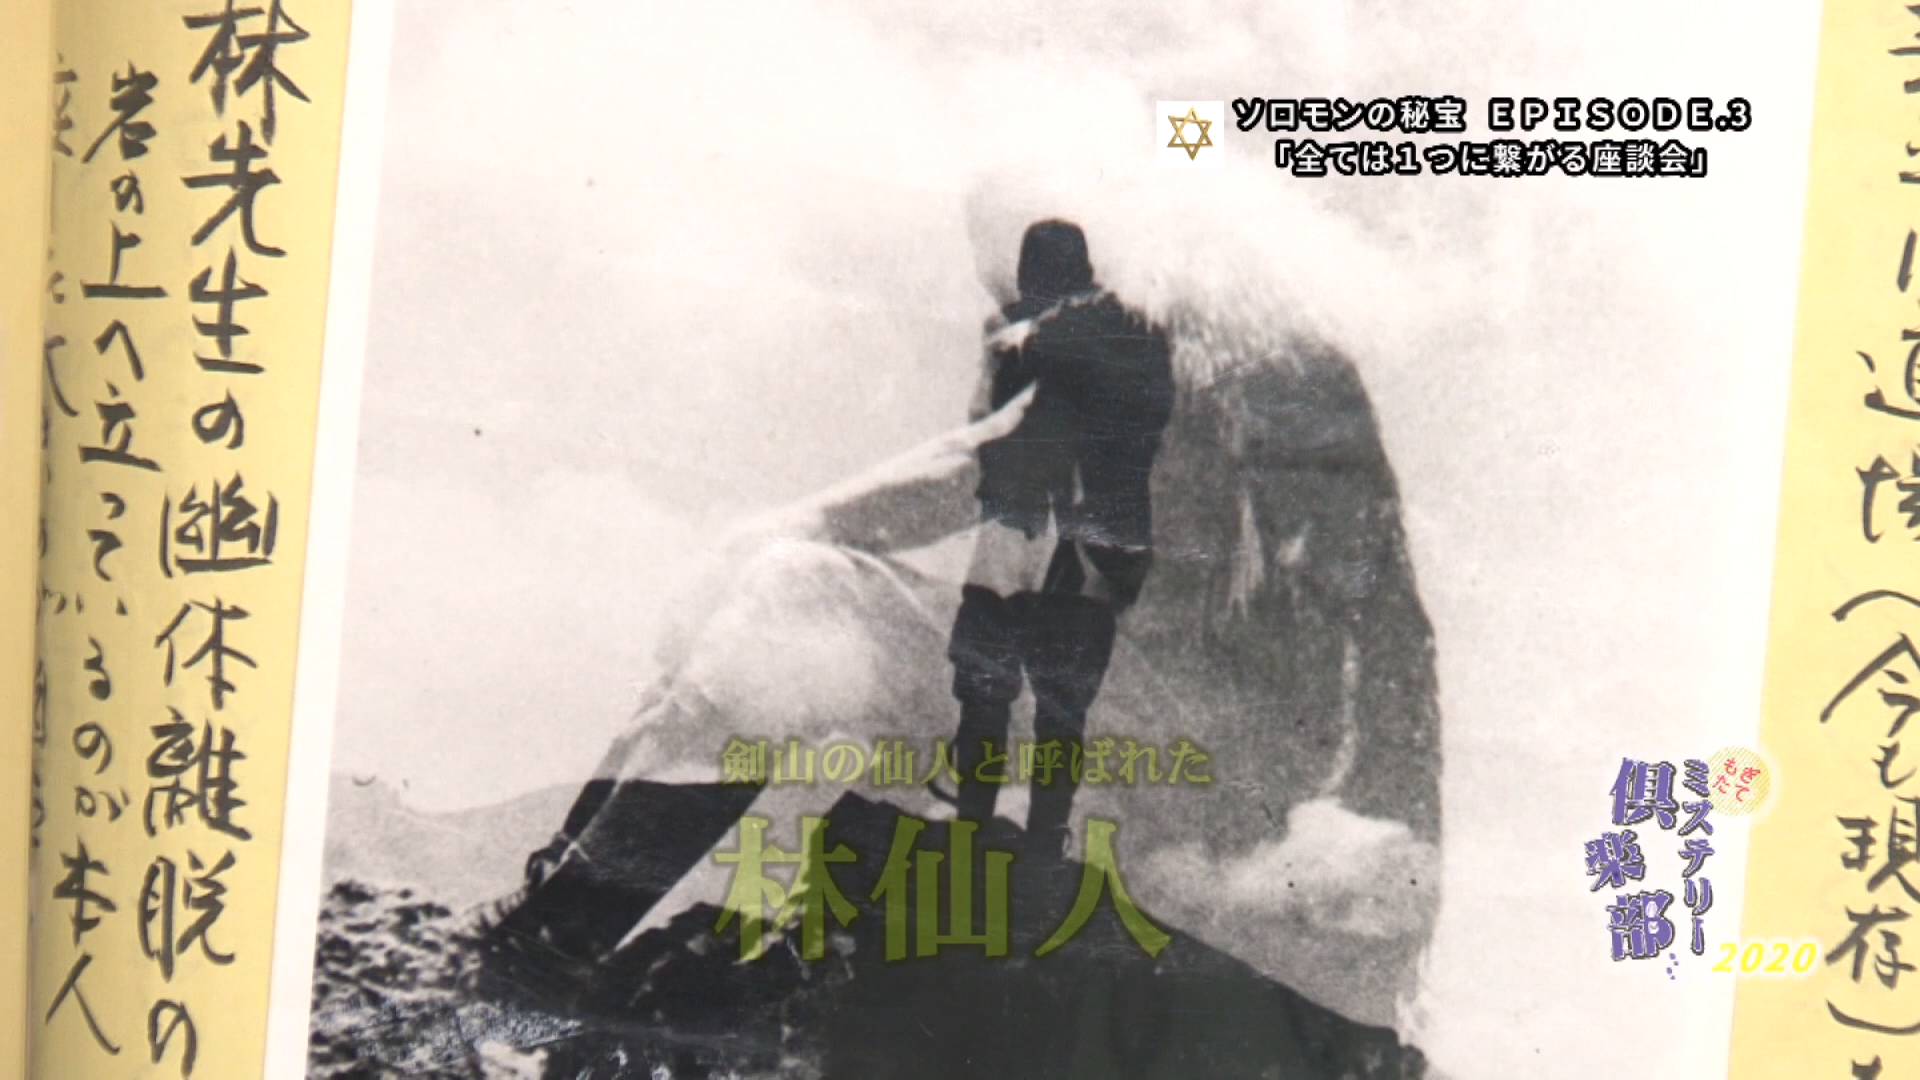 ソロモンの秘宝 EPISODE.3
「全ては１つに繋がる座談会」
道場(今も現存)
林先生の幽体離脱の
岩の上へ立っているのが本人
剣山の仙人と呼ばれた
林仙人
ぎてもた
ミステリー
倶楽部…
2020